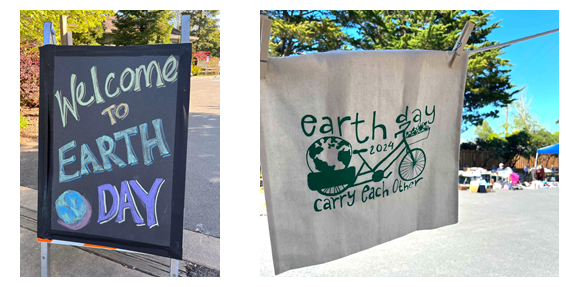 Welcome
TO
EARTH
DAY
earth day
2024
carry Each Other